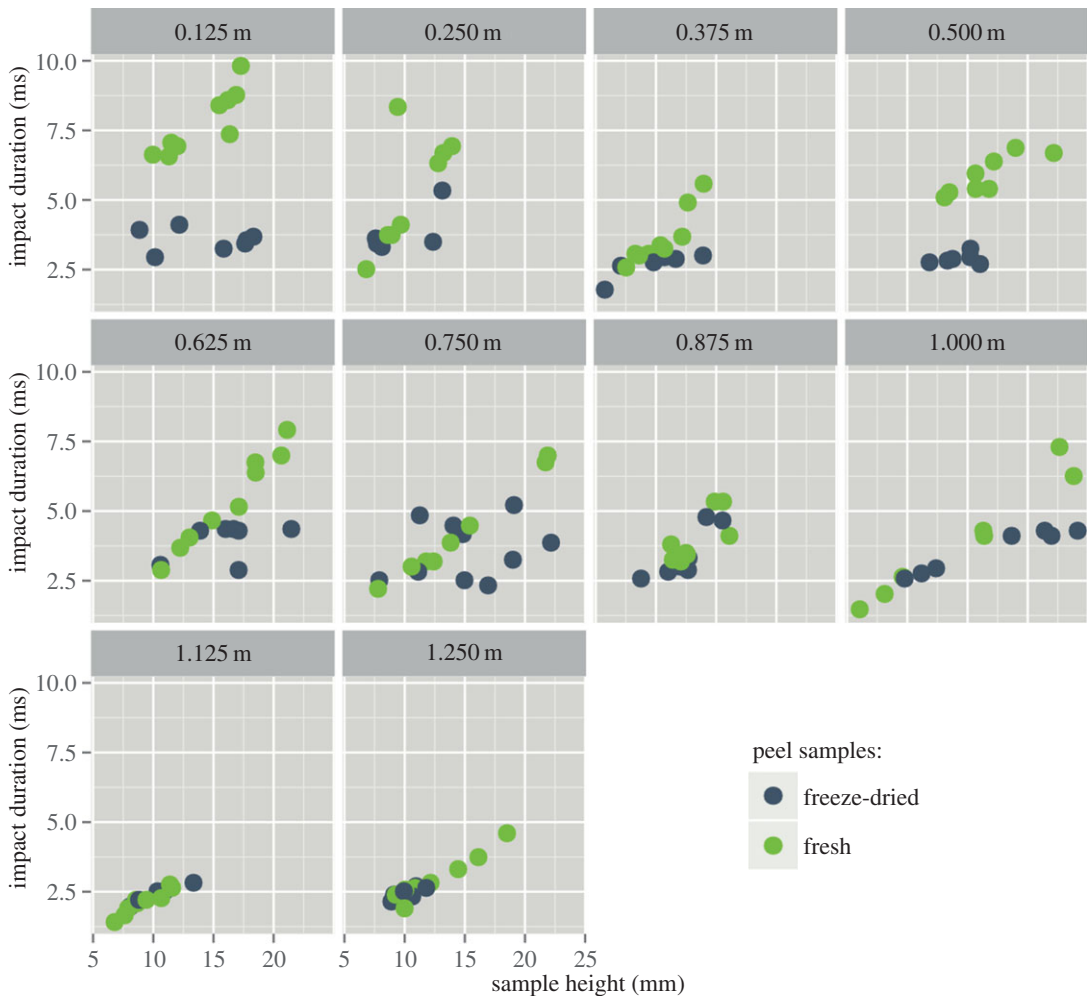 0.125 m 0.250 m 0.375 m 0.500 m
impact duration (ms)
10.0
7.5
5.0
2.5
0.625 m 0.750 m 0.875 m 1.000 m
impact duration (ms)
10.0
7.5
5.0
2.5
1.125 m 1.250 m
impact duration (ms)
10.0
7.5
5.0
2.5
peel samples:
freeze-dried
fresh
5 10 15 20 5 10 15 20 25
sample height (mm)